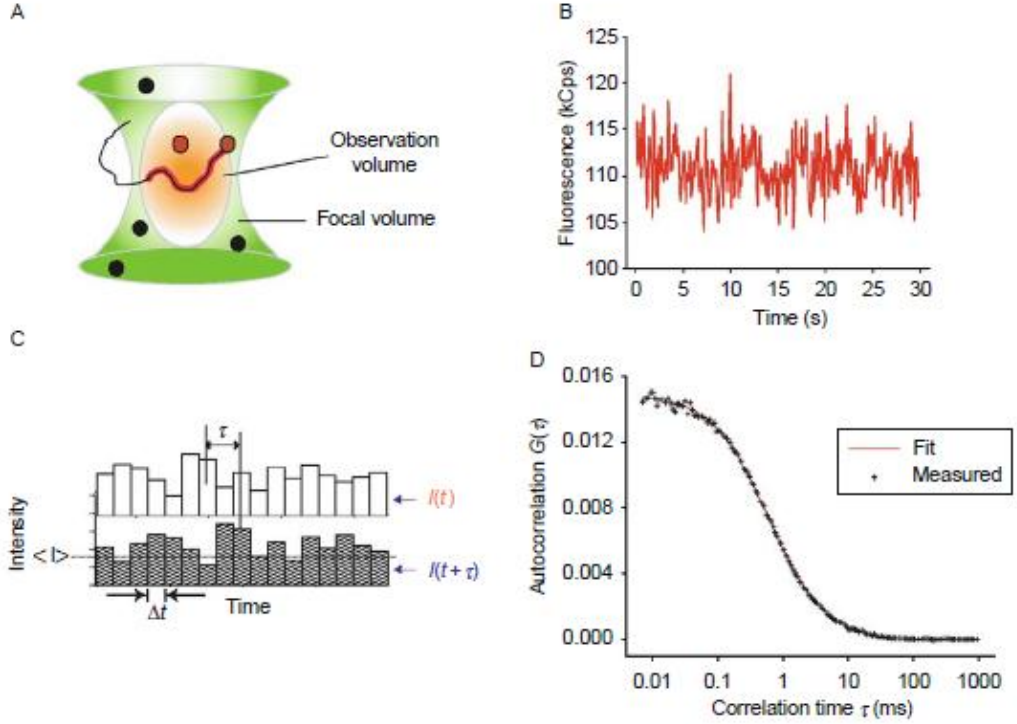 A
Observation
volume
Focal volume
B
Fluorescence (kCps)
125
120
115
110
105
100
0 5 10 15 20 25 30
Time (s)
C
Intensity
τ
I(t)
< I>
I(t + τ)
Δt
Time
D
Autocorrelation G(τ)
0.016
0.012
0.008
0.004
0.000
Fit
Measured
0.01 0.1 1 10 100 1000
Correlation time τ (ms)